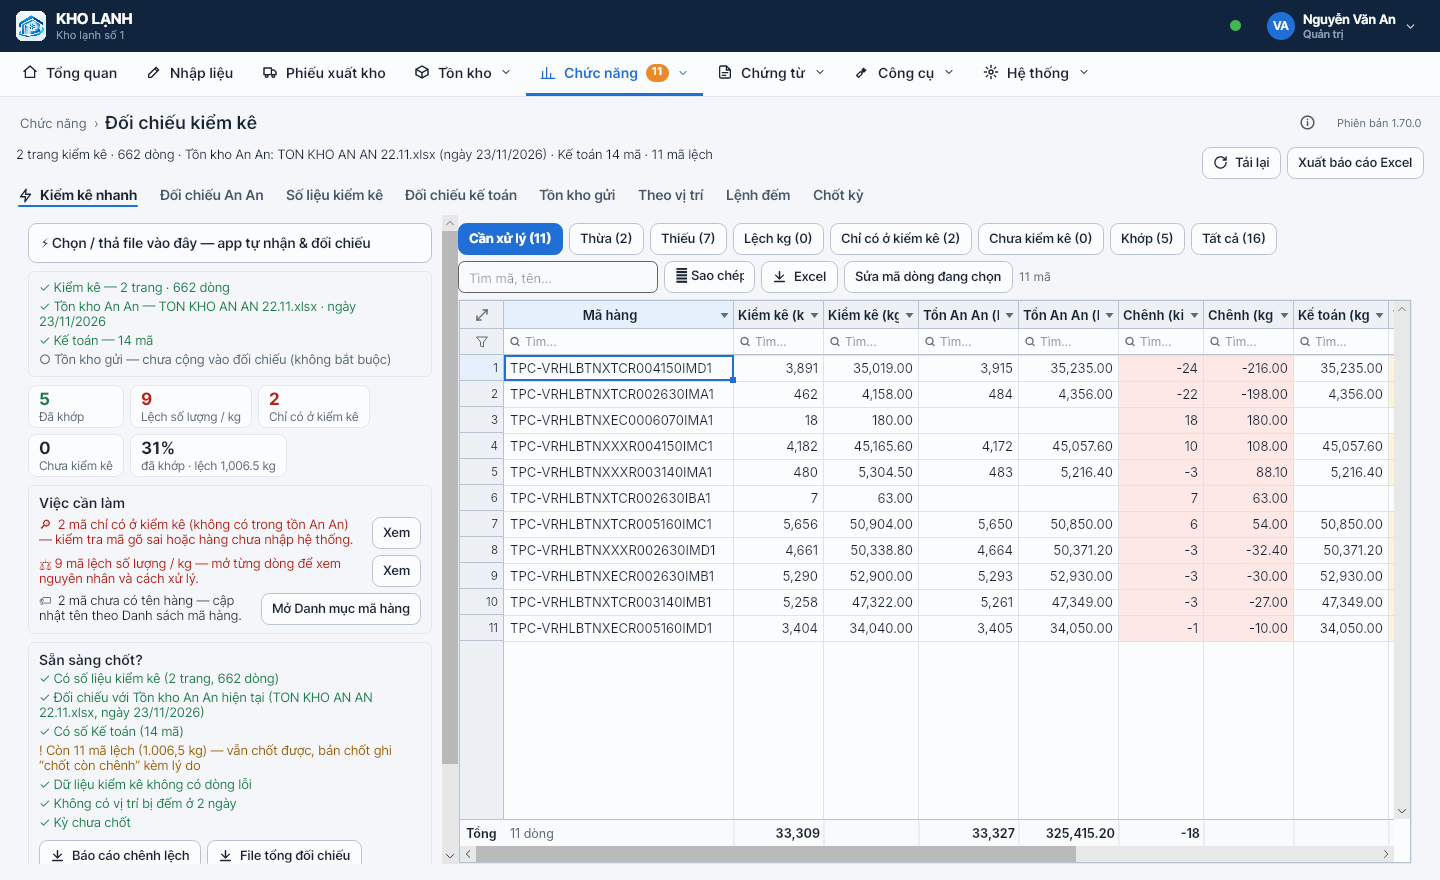 KHO LẠNH
Kho lạnh số 1
VA
Nguyễn Văn An
Quản trị
Tổng quan
Nhập liệu
Phiếu xuất kho
Tồn kho
Chức năng 11
Chứng từ
Công cụ
Hệ thống
Chức năng › Đối chiếu kiểm kê
Phiên bản 1.70.0
2 trang kiểm kê · 662 dòng · Tồn kho An An: TON KHO AN AN 22.11.xlsx (ngày 23/11/2026) · Kế toán 14 mã · 11 mã lệch
Tải lại
Xuất báo cáo Excel
Kiểm kê nhanh
Đối chiếu An An
Số liệu kiểm kê
Đối chiếu kế toán
Tồn kho gửi
Theo vị trí
Lệnh đếm
Chốt kỳ
⚡ Chọn / thả file vào đây — app tự nhận & đối chiếu
✓ Kiểm kê — 2 trang · 662 dòng
✓ Tồn kho An An — TON KHO AN AN 22.11.xlsx · ngày
23/11/2026
✓ Kế toán — 14 mã
○ Tồn kho gửi — chưa cộng vào đối chiếu (không bắt buộc)
5
Đã khớp
9
Lệch số lượng / kg
2
Chỉ có ở kiểm kê
0
Chưa kiểm kê
31%
đã khớp · lệch 1,006.5 kg
Việc cần làm
2 mã chỉ có ở kiểm kê (không có trong tồn An An)
— kiểm tra mã gõ sai hoặc hàng chưa nhập hệ thống.
Xem
9 mã lệch số lượng / kg — mở từng dòng để xem
nguyên nhân và cách xử lý.
Xem
2 mã chưa có tên hàng — cập
nhật tên theo Danh sách mã hàng.
Mở Danh mục mã hàng
Sẵn sàng chốt?
✓ Có số liệu kiểm kê (2 trang, 662 dòng)
✓ Đối chiếu với Tồn kho An An hiện tại (TON KHO AN AN
22.11.xlsx, ngày 23/11/2026)
✓ Có số Kế toán (14 mã)
! Còn 11 mã lệch (1.006,5 kg) — vẫn chốt được, bản chốt ghi
“chốt còn chênh” kèm lý do
✓ Dữ liệu kiểm kê không có dòng lỗi
✓ Không có vị trí bị đếm ở 2 ngày
✓ Kỳ chưa chốt
Báo cáo chênh lệch
File tổng đối chiếu
Cần xử lý (11)
Thừa (2)
Thiếu (7)
Lệch kg (0)
Chỉ có ở kiểm kê (2)
Chưa kiểm kê (0)
Khớp (5)
Tất cả (16)
Tìm mã, tên...
Sao chép
Excel
Sửa mã dòng đang chọn
11 mã
Mã hàng Kiểm kê (k Kiểm kê (kg Tồn An An (l Tồn An An (l Chênh (ki Chênh (kg Kế toán (kg
Tìm... Tìm... Tìm... Tìm... Tìm... Tìm... Tìm... Tìm...
1 TPC-VRHLBTNXTCR004150IMD1 3,891 35,019.00 3,915 35,235.00 -24 -216.00 35,235.00
2 TPC-VRHLBTNXTCR002630IMA1 462 4,158.00 484 4,356.00 -22 -198.00 4,356.00
3 TPC-VRHLBTNXEC0006070IMA1 18 180.00 18 180.00
4 TPC-VRHLBTNXXXR004150IMC1 4,182 45,165.60 4,172 45,057.60 10 108.00 45,057.60
5 TPC-VRHLBTNXXXR003140IMA1 480 5,304.50 483 5,216.40 -3 88.10 5,216.40
6 TPC-VRHLBTNXTCR002630IBA1 7 63.00 7 63.00
7 TPC-VRHLBTNXTCR005160IMC1 5,656 50,904.00 5,650 50,850.00 6 54.00 50,850.00
8 TPC-VRHLBTNXXXR002630IMD1 4,661 50,338.80 4,664 50,371.20 -3 -32.40 50,371.20
9 TPC-VRHLBTNXECR002630IMB1 5,290 52,900.00 5,293 52,930.00 -3 -30.00 52,930.00
10 TPC-VRHLBTNXTCR003140IMB1 5,258 47,322.00 5,261 47,349.00 -3 -27.00 47,349.00
11 TPC-VRHLBTNXECR005160IMD1 3,404 34,040.00 3,405 34,050.00 -1 -10.00 34,050.00
Tổng 11 dòng 33,309 33,327 325,415.20 -18